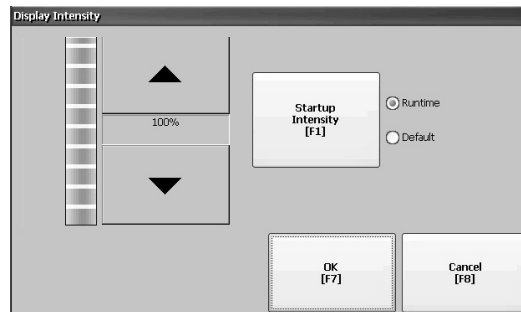 Display Intensity
100%
Startup
Intensity
[F1]
Runtime
Default
OK
[F7]
Cancel
[F8]